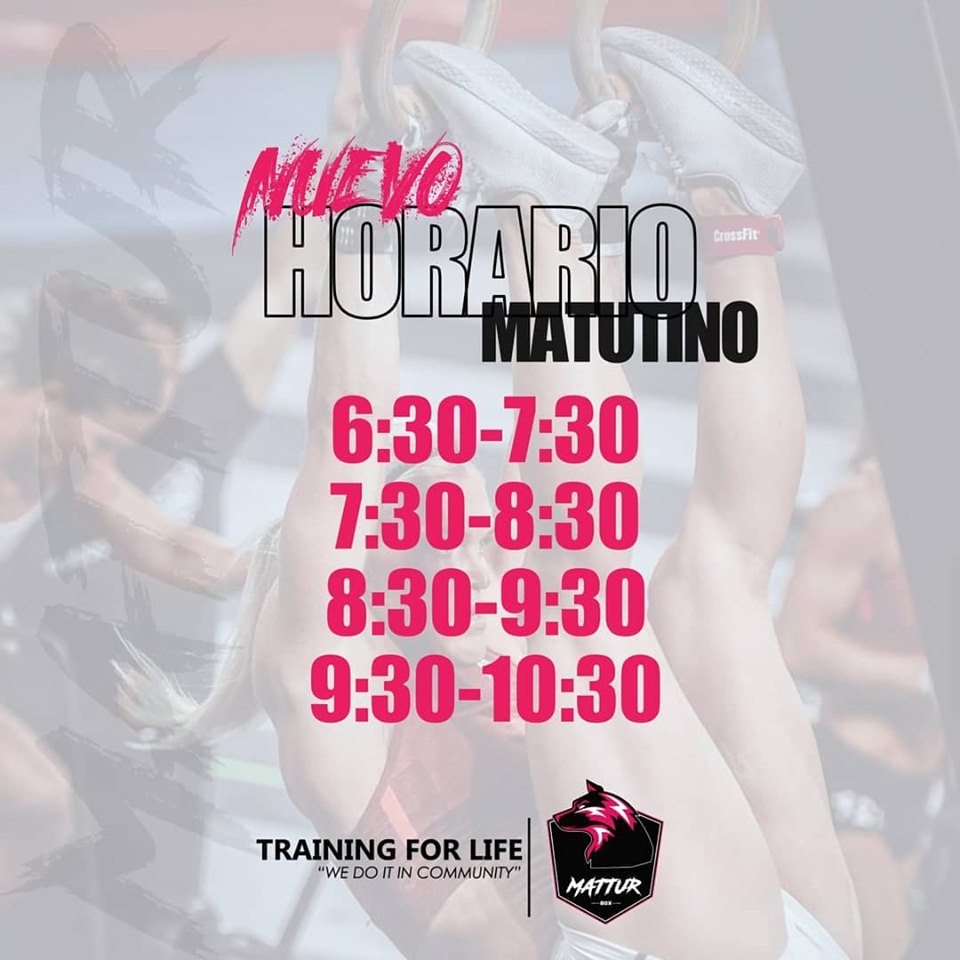 NUEVO
HORARIO
MATUTINO
CrossFit
6:30-7:30
7:30-8:30
8:30-9:30
9:30-10:30
TRAINING FOR LIFE
“WE DO IT IN COMMUNITY”
MATTUR
BOX